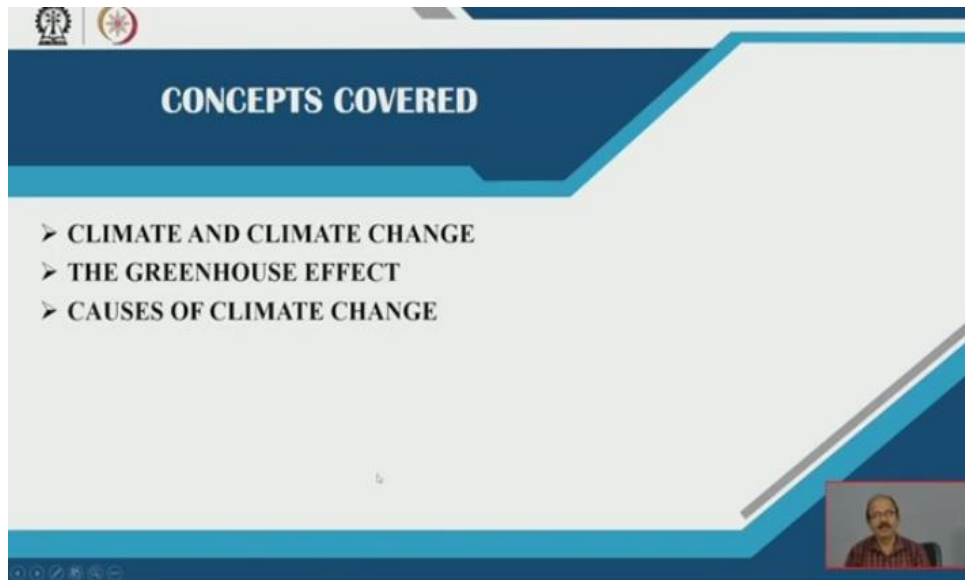 CONCEPTS COVERED
➢ CLIMATE AND CLIMATE CHANGE
➢ THE GREENHOUSE EFFECT
➢ CAUSES OF CLIMATE CHANGE